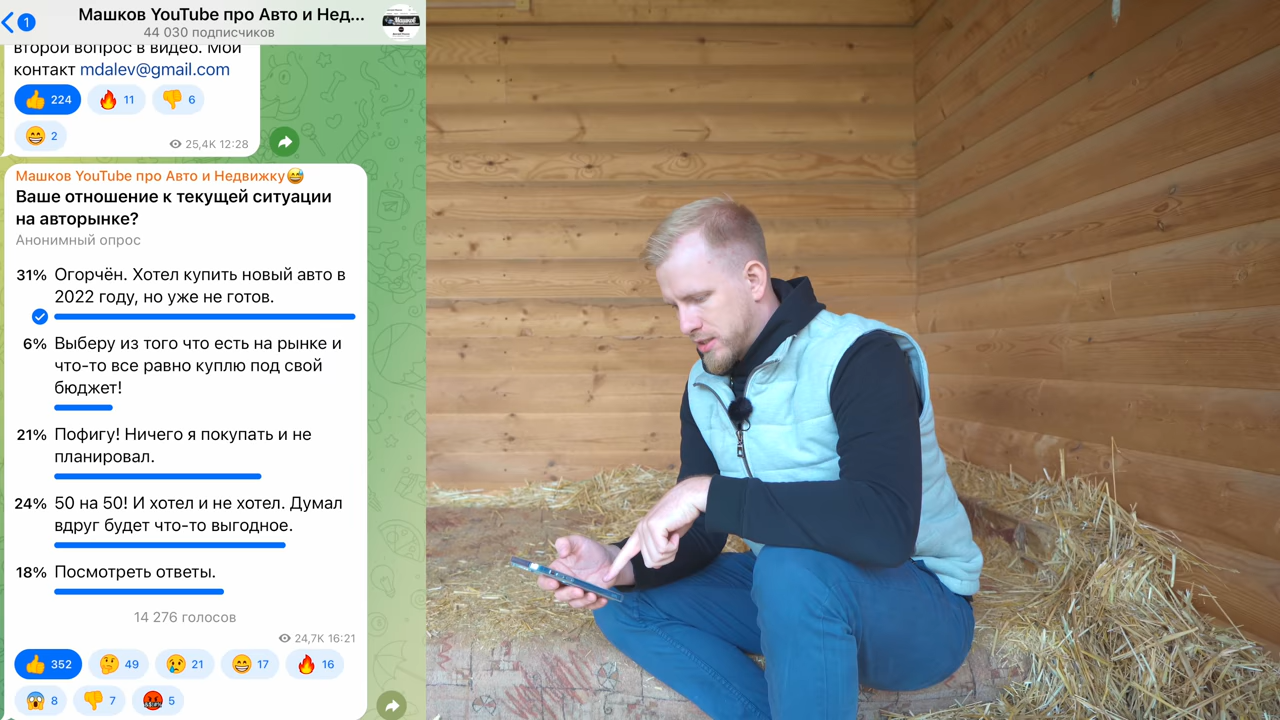 1
Машков YouTube про Авто и Нед...
44 030 подписчиков
Машков
второй вопрос в видео. Мой
контакт mdalev@gmail.com
👍 224 🔥 11 👎 6
😁 2
25,4K 12:28
Машков YouTube про Авто и Недвижку😅
Ваше отношение к текущей ситуации
на авторынке?
Анонимный опрос
31% Огорчён. Хотел купить новый авто в
2022 году, но уже не готов.
6% Выберу из того что есть на рынке и
что-то все равно куплю под свой
бюджет!
21% Пофигу! Ничего я покупать и не
планировал.
24% 50 на 50! И хотел и не хотел. Думал
вдруг будет что-то выгодное.
18% Посмотреть ответы.
14 276 голосов
24,7K 16:21
👍 352 🤔 49 😢 21 😁 17 🔥 16
😱 8 👎 7 🤬 5